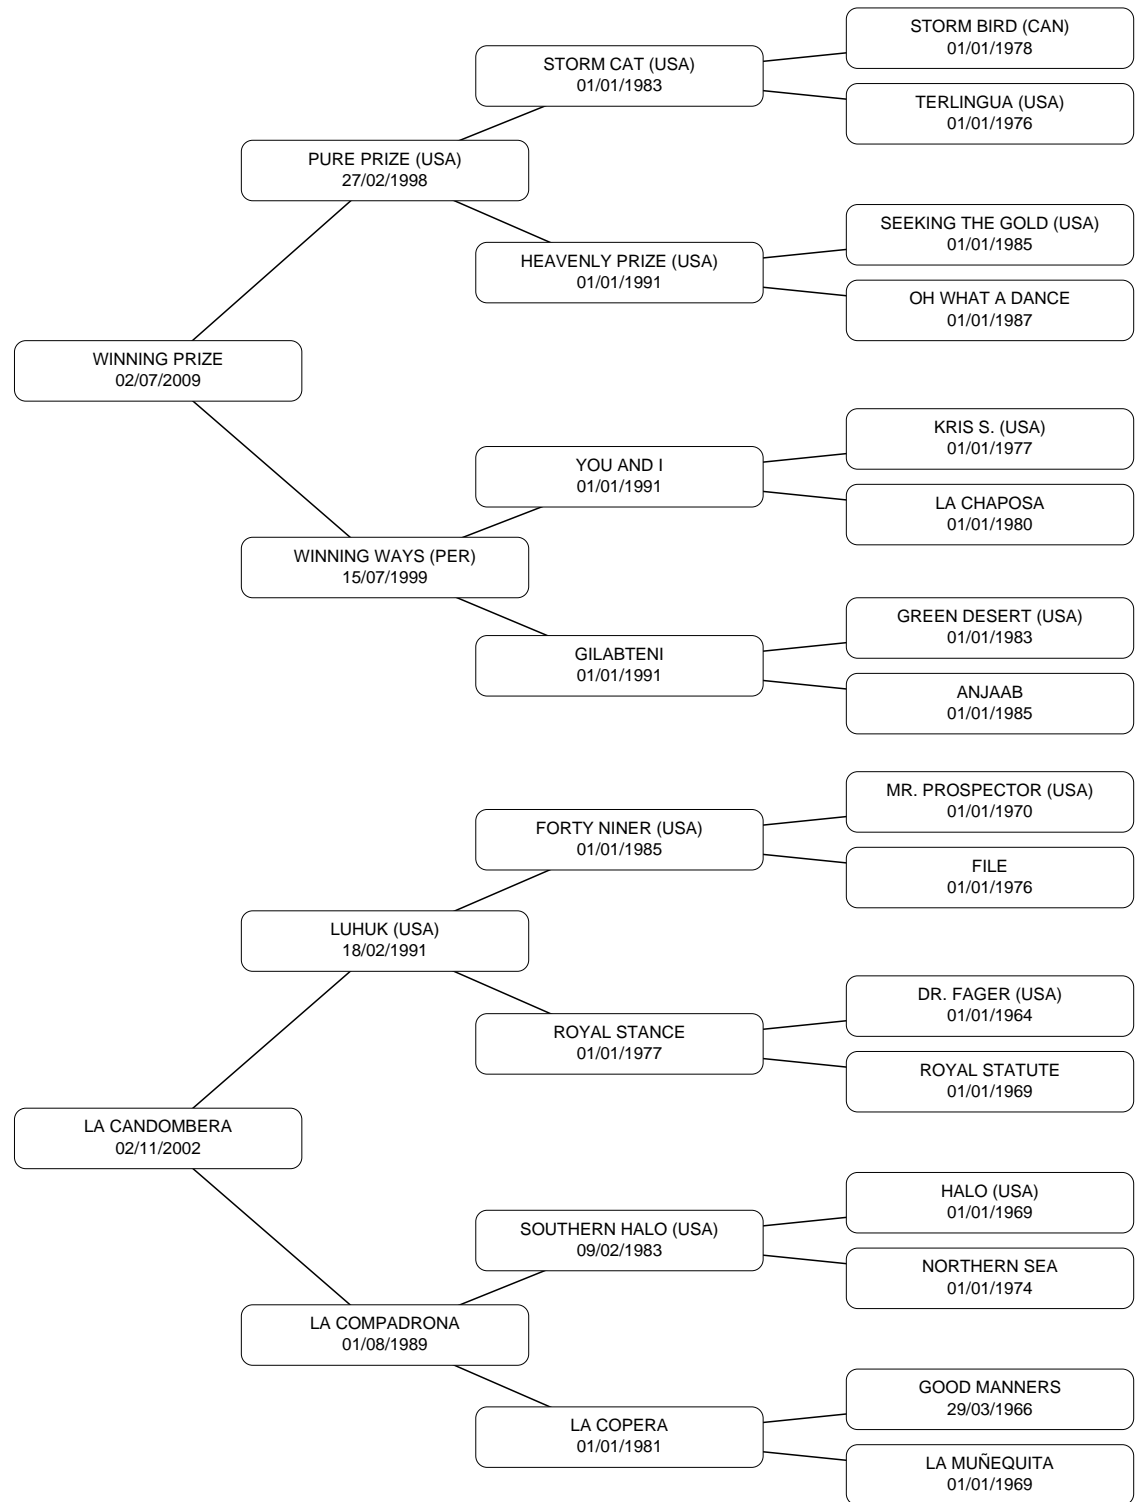 STORM BIRD (CAN)
01/01/1978
STORM CAT (USA)
01/01/1983
TERLINGUA (USA)
01/01/1976
PURE PRIZE (USA)
27/02/1998
SEEKING THE GOLD (USA)
01/01/1985
HEAVENLY PRIZE (USA)
01/01/1991
OH WHAT A DANCE
01/01/1987
WINNING PRIZE
02/07/2009
KRIS S. (USA)
01/01/1977
YOU AND I
01/01/1991
LA CHAPOSA
01/01/1980
WINNING WAYS (PER)
15/07/1999
GREEN DESERT (USA)
01/01/1983
GILABTENI
01/01/1991
ANJAAB
01/01/1985
MR. PROSPECTOR (USA)
01/01/1970
FORTY NINER (USA)
01/01/1985
FILE
01/01/1976
LUHUK (USA)
18/02/1991
DR. FAGER (USA)
01/01/1964
ROYAL STANCE
01/01/1977
ROYAL STATUTE
01/01/1969
LA CANDOMBERA
02/11/2002
HALO (USA)
01/01/1969
SOUTHERN HALO (USA)
09/02/1983
NORTHERN SEA
01/01/1974
LA COMPADRONA
01/08/1989
GOOD MANNERS
29/03/1966
LA COPERA
01/01/1981
LA MUÑEQUITA
01/01/1969